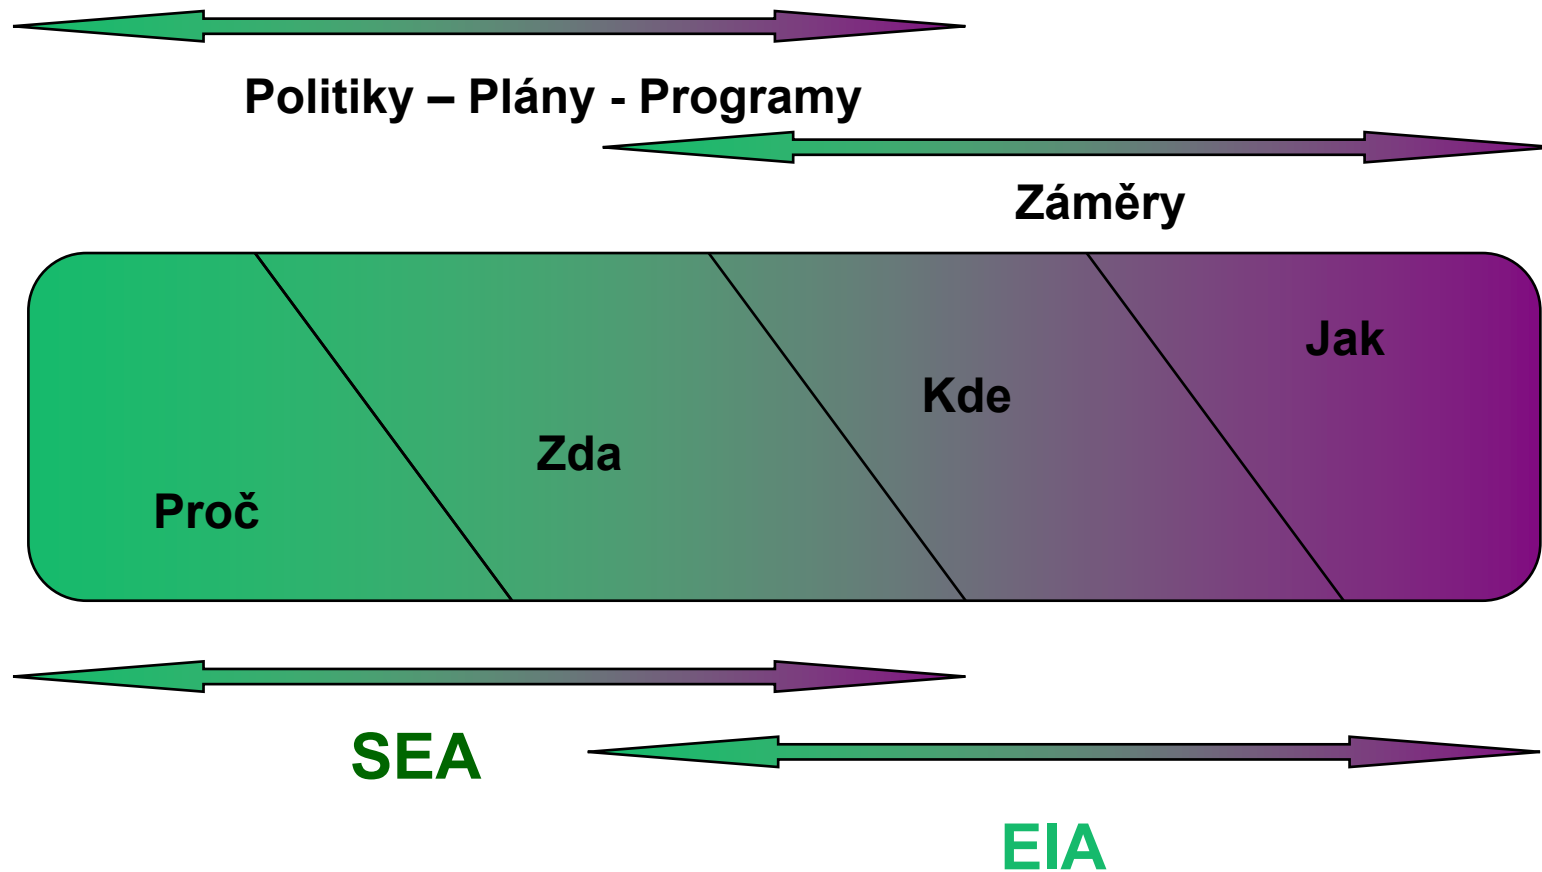 Politiky – Plány - Programy
Záměry
Jak
Kde
Zda
Proč
SEA
EIA